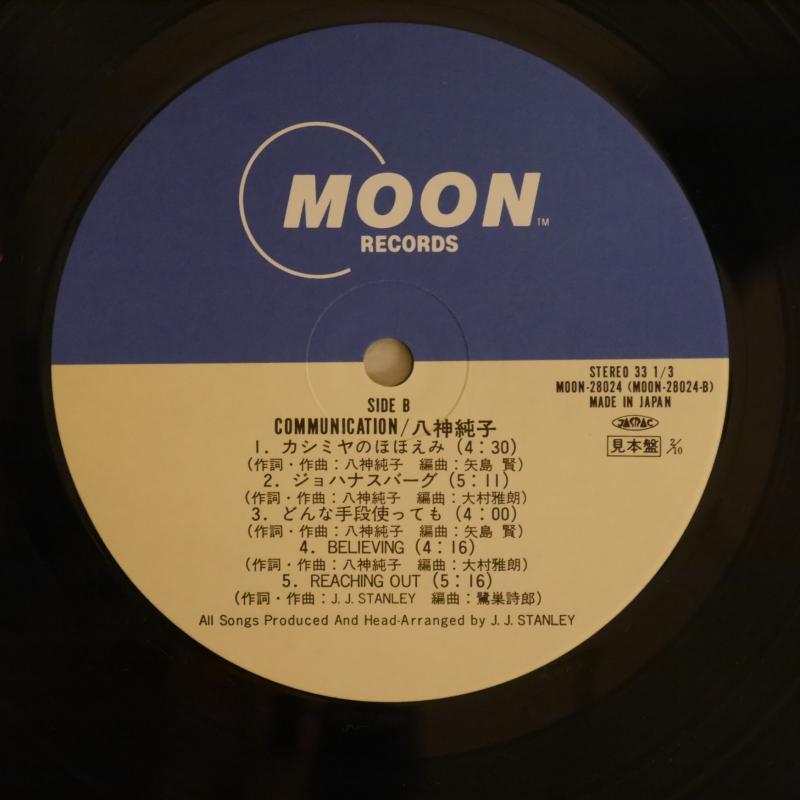 MOON™
RECORDS
STEREO 33 1/3
MOON-28024 (MOON-28024-B)
MADE IN JAPAN
JASRAC
見本盤 2/10
SIDE B
COMMUNICATION/八神純子
1. カシミヤのほほえみ (4:30)
(作詞・作曲:八神純子 編曲:矢島 賢)
2. ジョハナスバーグ (5:11)
(作詞・作曲:八神純子 編曲:大村雅朗)
3. どんな手段使っても (4:00)
(作詞・作曲:八神純子 編曲:矢島 賢)
4. BELIEVING (4:16)
(作詞・作曲:八神純子 編曲:大村雅朗)
5. REACHING OUT (5:16)
(作詞・作曲:J. J. STANLEY 編曲:鷺巣詩郎)
All Songs Produced And Head-Arranged by J. J. STANLEY